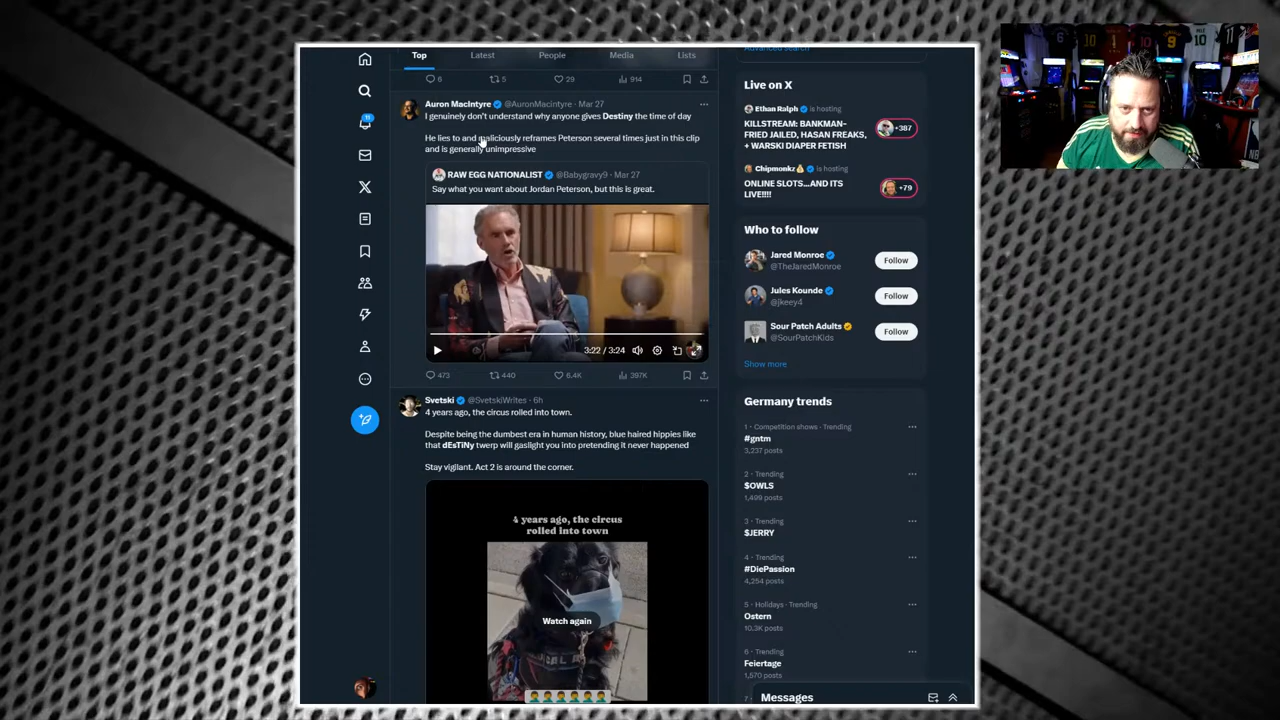 Top
Latest
People
Media
Lists
6
5
29
914
Auron MacIntyre @AuronMacintyre · Mar 27
I genuinely don't understand why anyone gives Destiny the time of day
He lies to and maliciously reframes Peterson several times just in this clip
and is generally unimpressive
RAW EGG NATIONALIST @Babygravy9 · Mar 27
Say what you want about Jordan Peterson, but this is great.
3:22 / 3:24
473
440
6.4K
397K
Svetski @SvetskiWrites · 6h
4 years ago, the circus rolled into town.
Despite being the dumbest era in human history, blue haired hippies like
that dEsTiNy twerp will gaslight you into pretending it never happened
Stay vigilant. Act 2 is around the corner.
4 years ago, the circus
rolled into town
Watch again
Live on X
Ethan Ralph is hosting
KILLSTREAM: BANKMAN-
FRIED JAILED, HASAN FREAKS,
+ WARSKI DIAPER FETISH
+387
Chipmonkz is hosting
ONLINE SLOTS...AND ITS
LIVE!!!!
+79
Who to follow
Jared Monroe
@TheJaredMonroe
Follow
Jules Kounde
@jkeey4
Follow
Sour Patch Adults
@SourPatchKids
Follow
Show more
Germany trends
1 · Competition shows · Trending
#gntm
3,237 posts
2 · Trending
$OWLS
1,499 posts
3 · Trending
$JERRY
4 · Trending
#DiePassion
4,254 posts
5 · Holidays · Trending
Ostern
10.3K posts
6 · Trending
Feiertage
1,570 posts
Messages